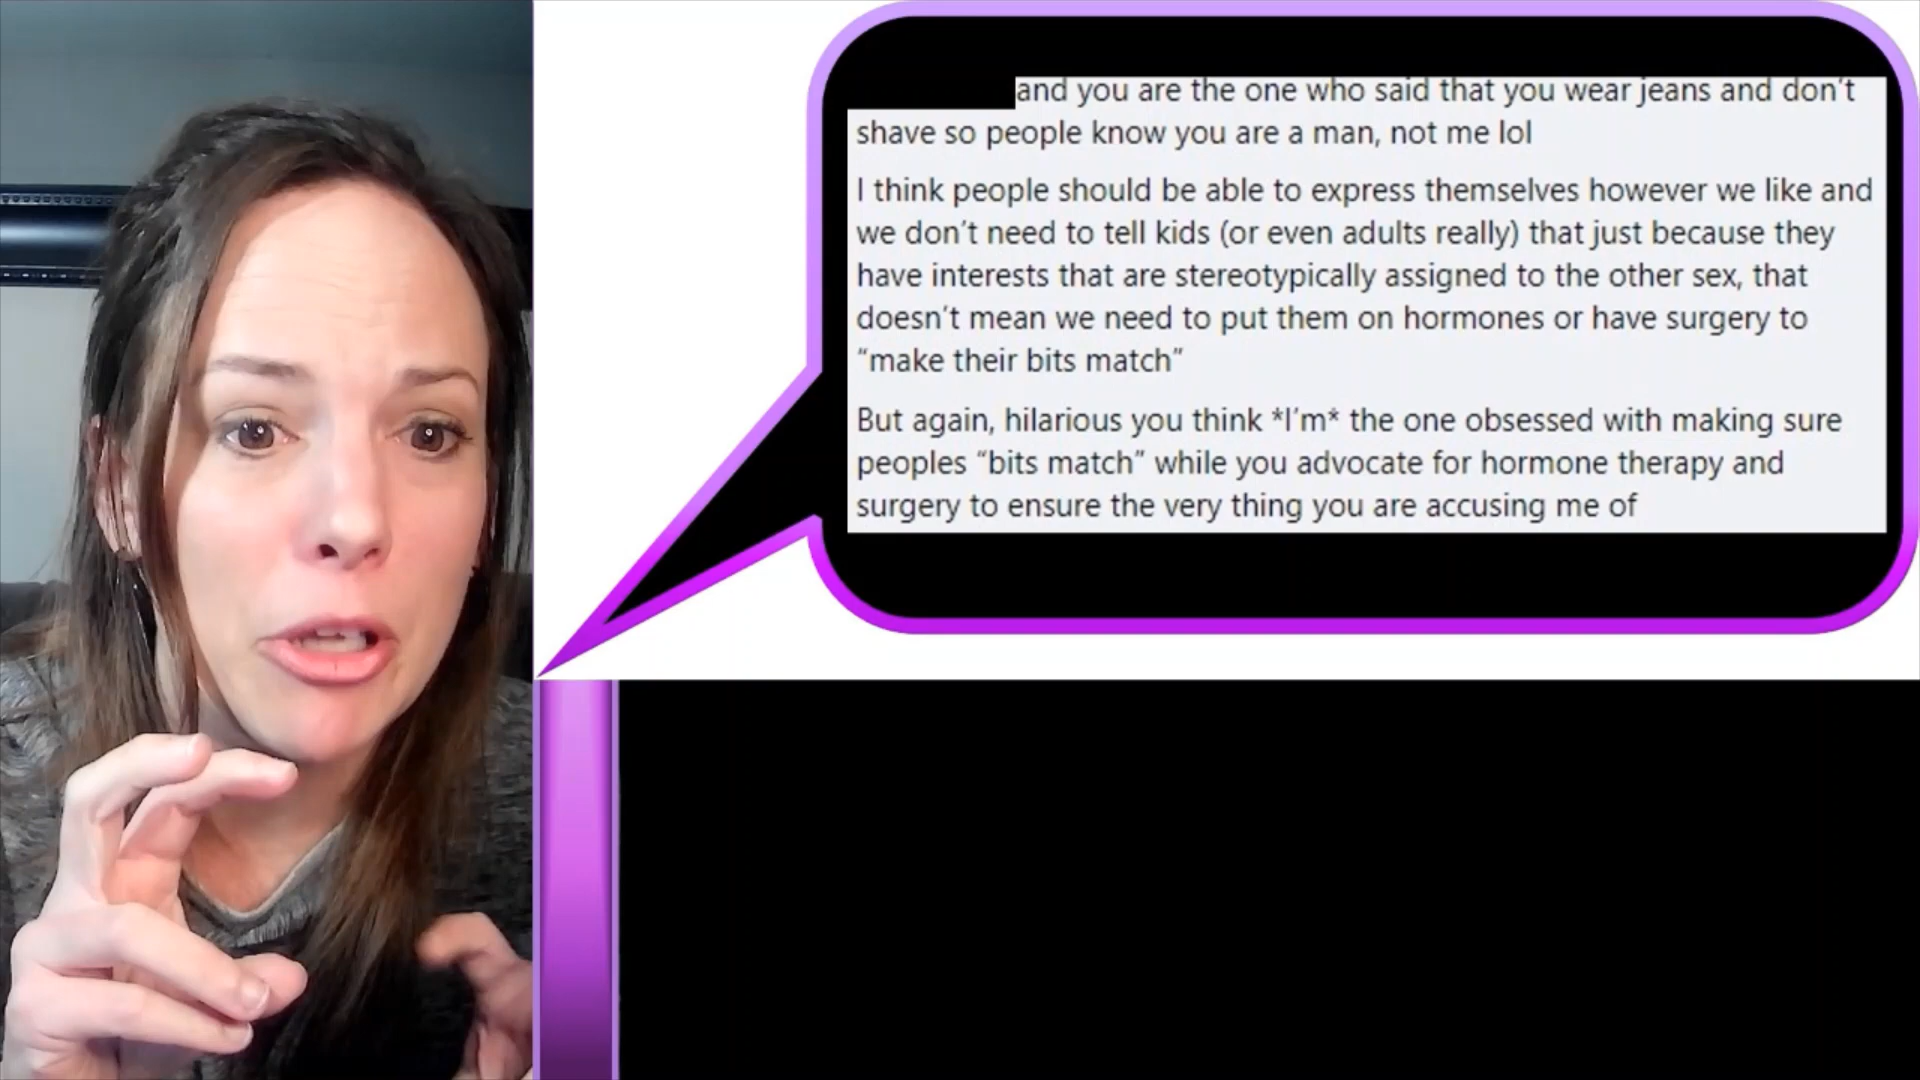 and you are the one who said that you wear jeans and don't
shave so people know you are a man, not me lol
I think people should be able to express themselves however we like and
we don't need to tell kids (or even adults really) that just because they
have interests that are stereotypically assigned to the other sex, that
doesn't mean we need to put them on hormones or have surgery to
“make their bits match”
But again, hilarious you think *I'm* the one obsessed with making sure
peoples “bits match” while you advocate for hormone therapy and
surgery to ensure the very thing you are accusing me of